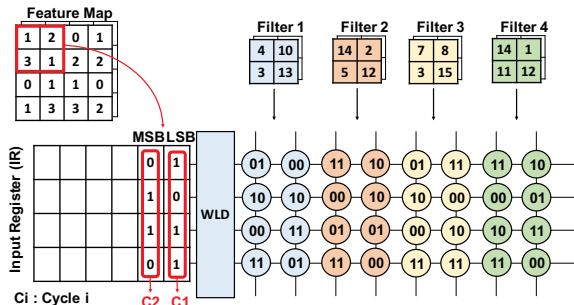 Feature Map
1 2 0 1
3 1 2 2
0 1 1 0
1 3 3 2
Filter 1
4 10
3 13
Filter 2
14 2
5 12
Filter 3
7 8
3 15
Filter 4
14 1
11 12
MSB LSB
Input Register (IR)
0 1
1 0
1 1
0 1
WLD
01 00 11 10 01 11 11 10
10 10 00 10 10 00 00 01
00 11 01 01 00 11 10 11
11 01 11 00 11 11 11 00
Ci : Cycle i
C2 C1